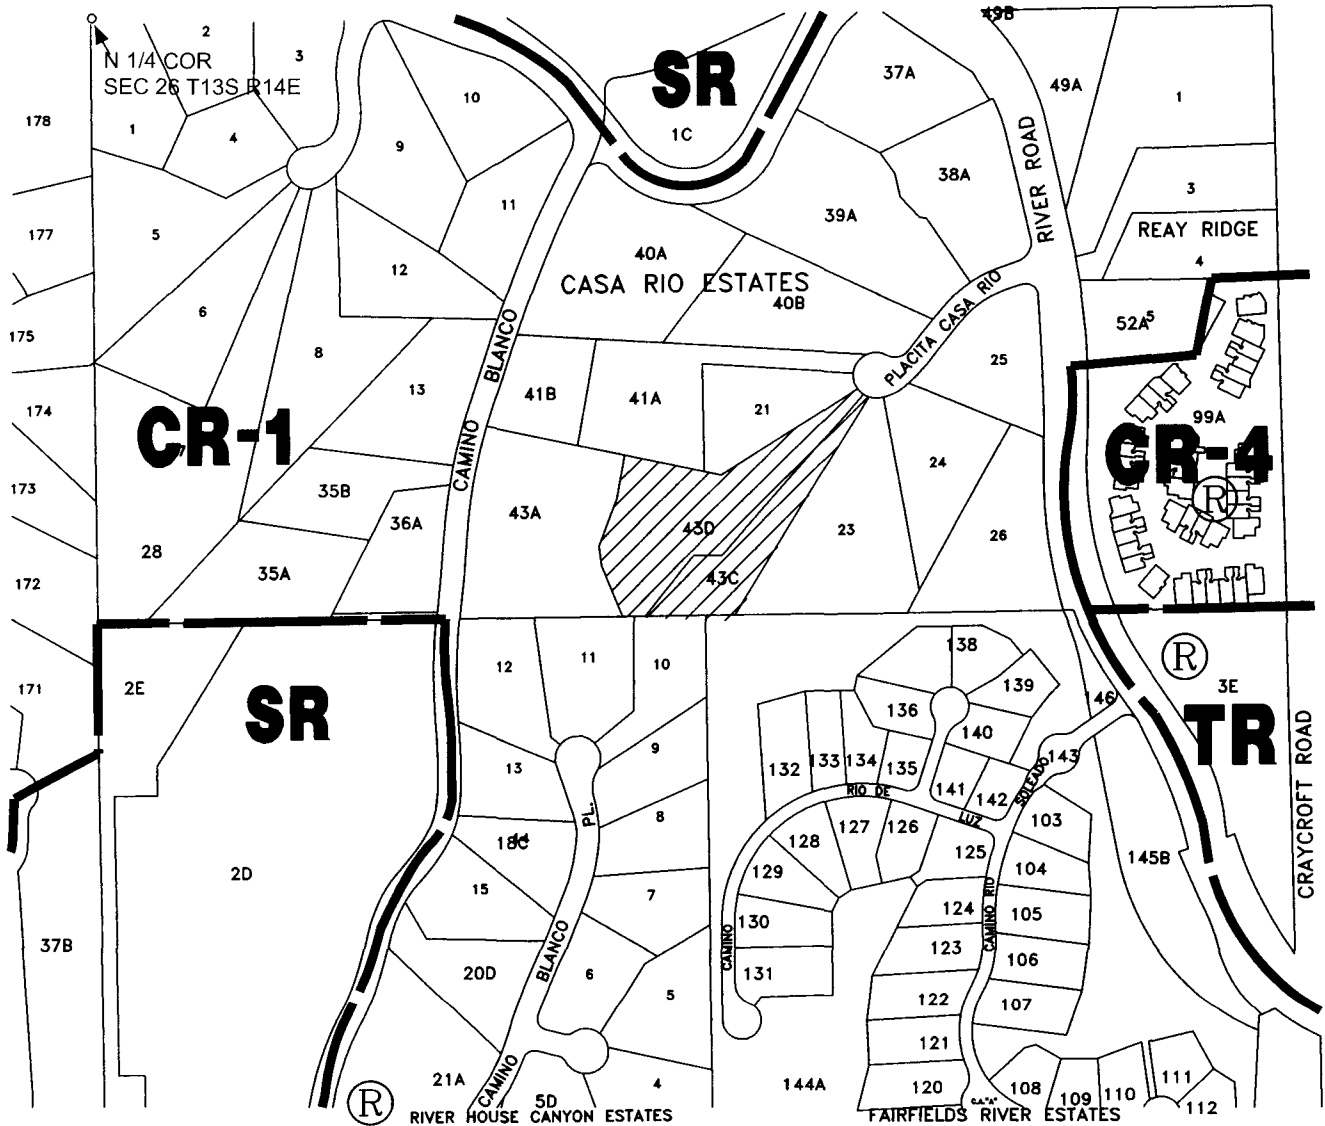 N 1/4 COR
SEC 26 T13S R14E
2
3
1
4
178
177
175
174
173
172
171
5
6
8
9
10
11
12
13
7
28
CR-1
35B
36A
35A
SR
1C
37A
38A
39A
40A
40B
CASA RIO ESTATES
49B
49A
1
3
REAY RIDGE
4
52A
5
RIVER ROAD
PLACITA CASA RIO
CAMINO BLANCO
41B
41A
21
25
24
23
26
43A
43D
43C
99A
CR-4
R
R
3E
TR
CRAYCROFT ROAD
2E
SR
2D
37B
12
11
10
13
9
PL.
8
18C
44
15
7
20D
6
5
BLANCO
CAMINO
21A
5D
4
R
RIVER HOUSE CANYON ESTATES
138
139
136
140
146
143
132
133
134
135
141
142
SOLEADO
RIO DE
LUZ
103
128
127
126
125
104
145B
129
124
105
130
123
106
131
122
107
121
CAMINO
CAMINO RIO
144A
120
C.A."A"
108
109
110
111
112
FAIRFIELDS RIVER ESTATES